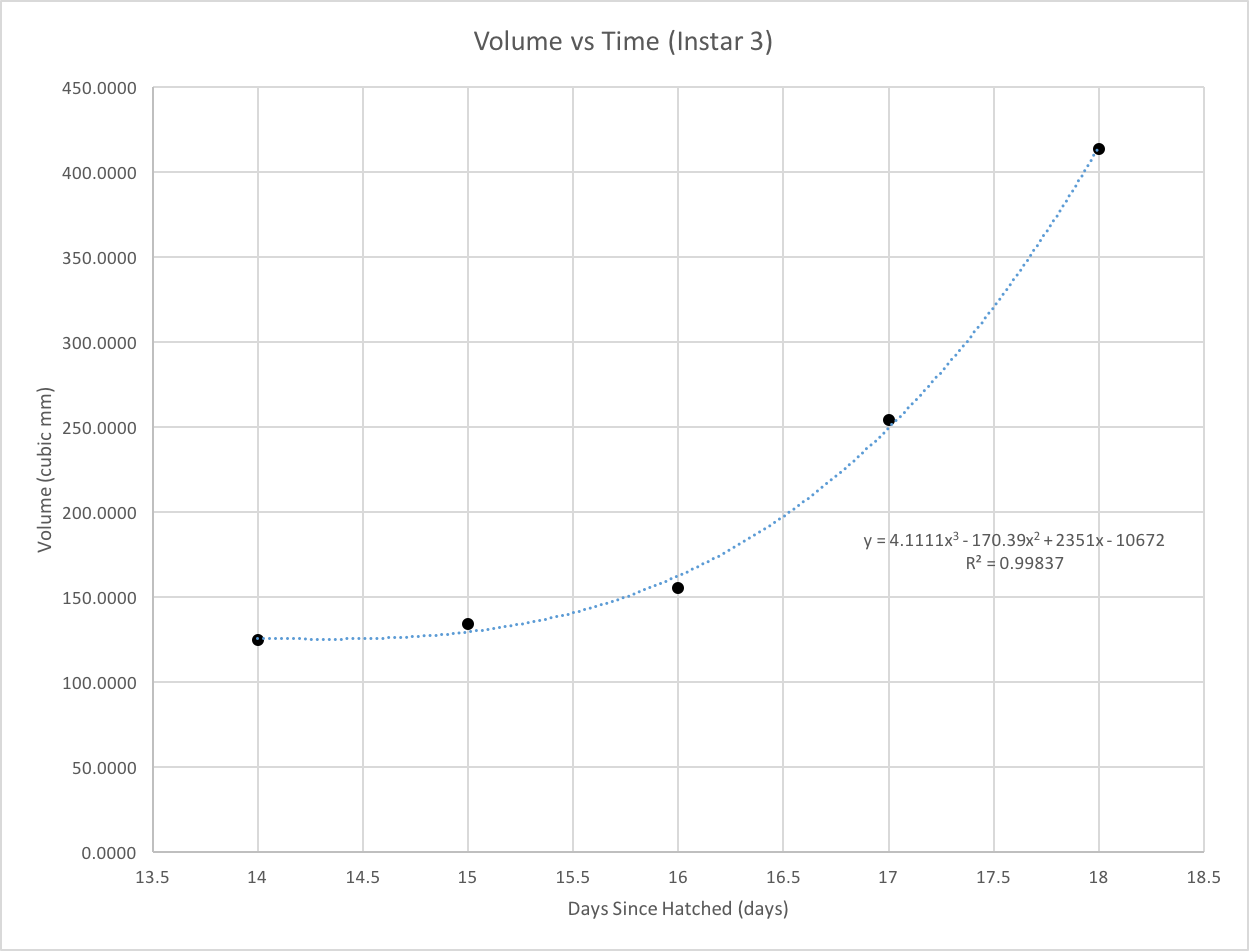 Volume vs Time (Instar 3)
450.0000
400.0000
350.0000
300.0000
250.0000
200.0000
150.0000
100.0000
50.0000
0.0000
Volume (cubic mm)
y = 4.1111x³ - 170.39x² + 2351x - 10672
R² = 0.99837
13.5 14 14.5 15 15.5 16 16.5 17 17.5 18 18.5
Days Since Hatched (days)